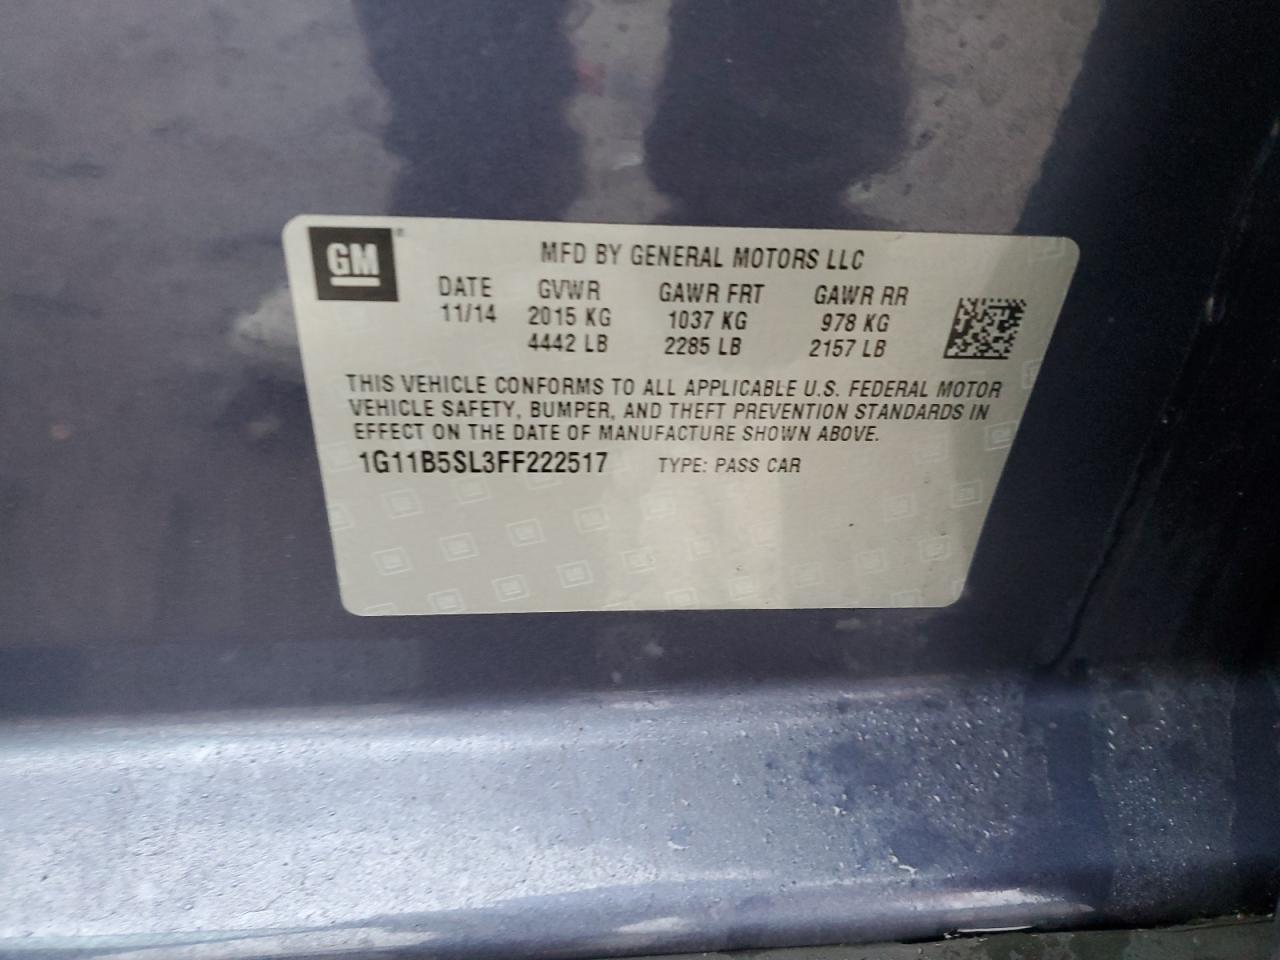 GM
MFD BY GENERAL MOTORS LLC
DATE GVWR GAWR FRT GAWR RR
11/14 2015 KG 1037 KG 978 KG
4442 LB 2285 LB 2157 LB
THIS VEHICLE CONFORMS TO ALL APPLICABLE U.S. FEDERAL MOTOR
VEHICLE SAFETY, BUMPER, AND THEFT PREVENTION STANDARDS IN
EFFECT ON THE DATE OF MANUFACTURE SHOWN ABOVE.
1G11B5SL3FF222517 TYPE: PASS CAR